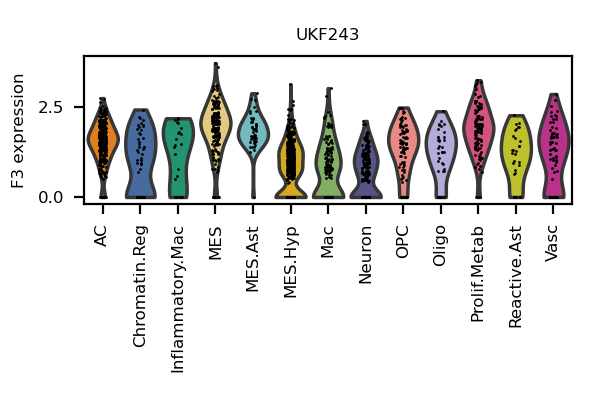 UKF243
F3 expression
2.5
0.0
AC
Chromatin.Reg
Inflammatory.Mac
MES
MES.Ast
MES.Hyp
Mac
Neuron
OPC
Oligo
Prolif.Metab
Reactive.Ast
Vasc